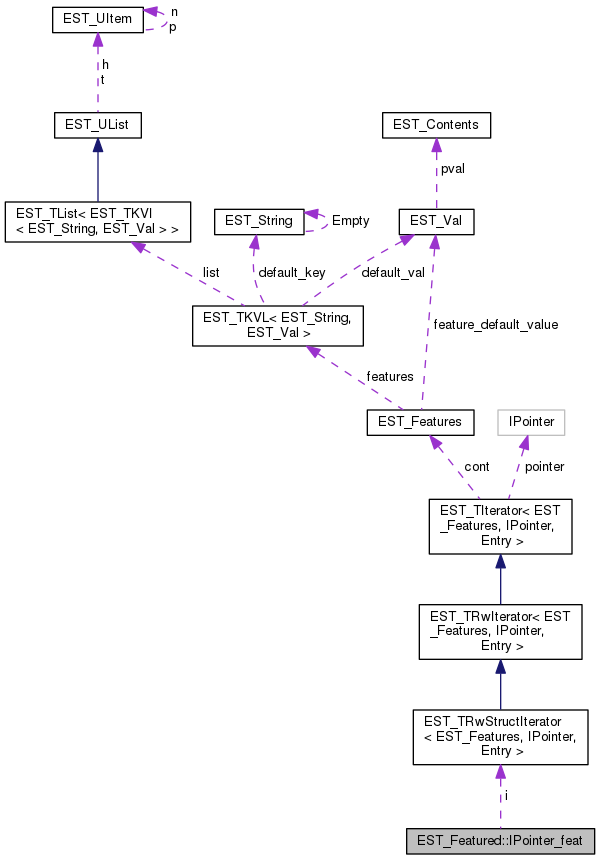 EST_UItem
n
p
h
t
EST_UList
EST_Contents
pval
EST_TList< EST_TKVI
< EST_String, EST_Val > >
EST_String
Empty
EST_Val
list
default_key
default_val
EST_TKVL< EST_String,
EST_Val >
feature_default_value
features
EST_Features
IPointer
cont
pointer
EST_TIterator< EST
_Features, IPointer,
Entry >
EST_TRwIterator< EST
_Features, IPointer,
Entry >
EST_TRwStructIterator
< EST_Features, IPointer,
Entry >
i
EST_Featured::IPointer_feat